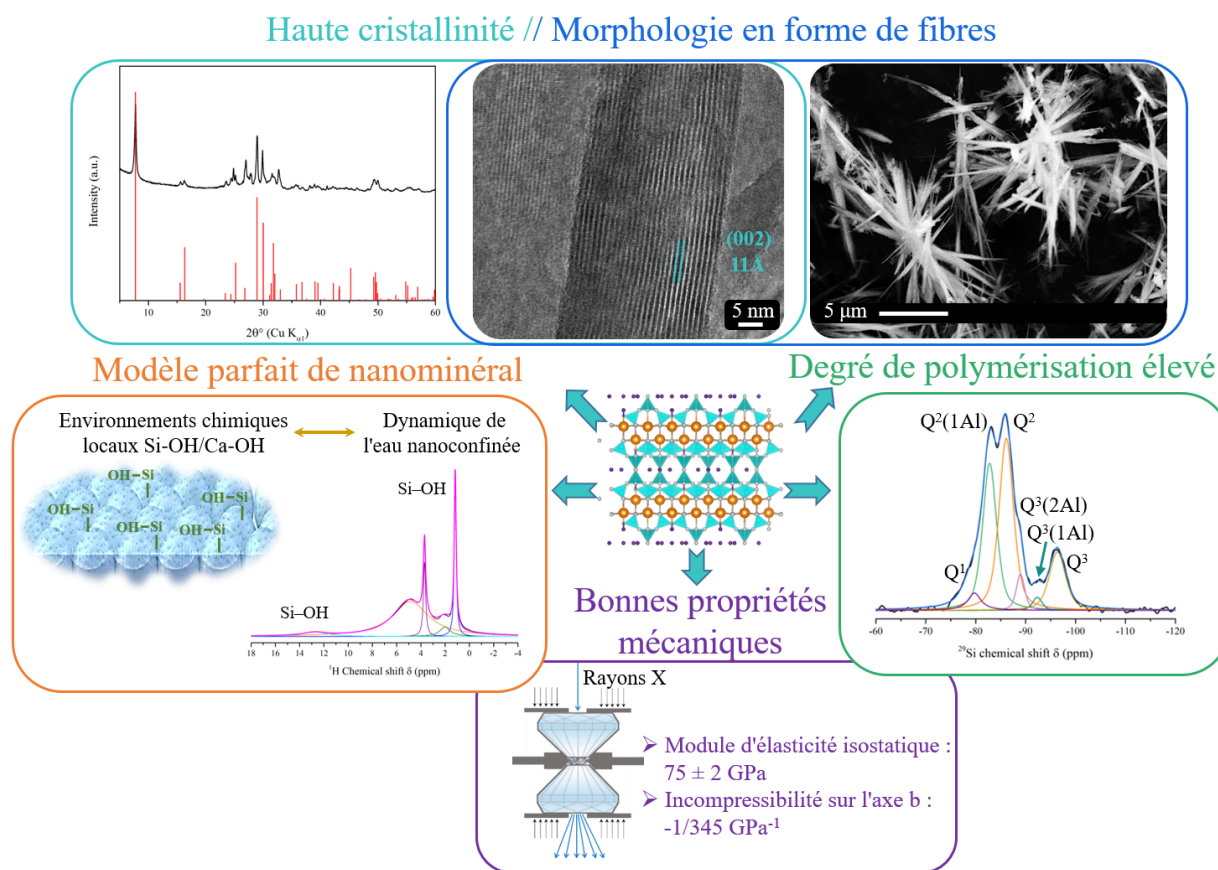 Haute cristallinité // Morphologie en forme de fibres
Intensity (a.u.)
10 20 30 40 50 60
2θ° (Cu Kα1)
(002)
11Å
5 nm
5 µm
Modèle parfait de nanominéral
Degré de polymérisation élevé
Environnements chimiques
locaux Si-OH/Ca-OH
Dynamique de
l'eau nanoconfinée
OH–Si
OH–Si
OH–Si
OH–Si
OH–Si
Si–OH
Si–OH
18 16 14 12 10 8 6 4 2 0 -2 -4
¹H Chemical shift δ (ppm)
Q²(1Al) Q²
Q³(2Al)
Q³(1Al)
Q¹
Q³
-60 -70 -80 -90 -100 -110 -120
²⁹Si chemical shift δ (ppm)
Bonnes propriétés
mécaniques
Rayons X
➢ Module d'élasticité isostatique :
75 ± 2 GPa
➢ Incompressibilité sur l'axe b :
-1/345 GPa⁻¹